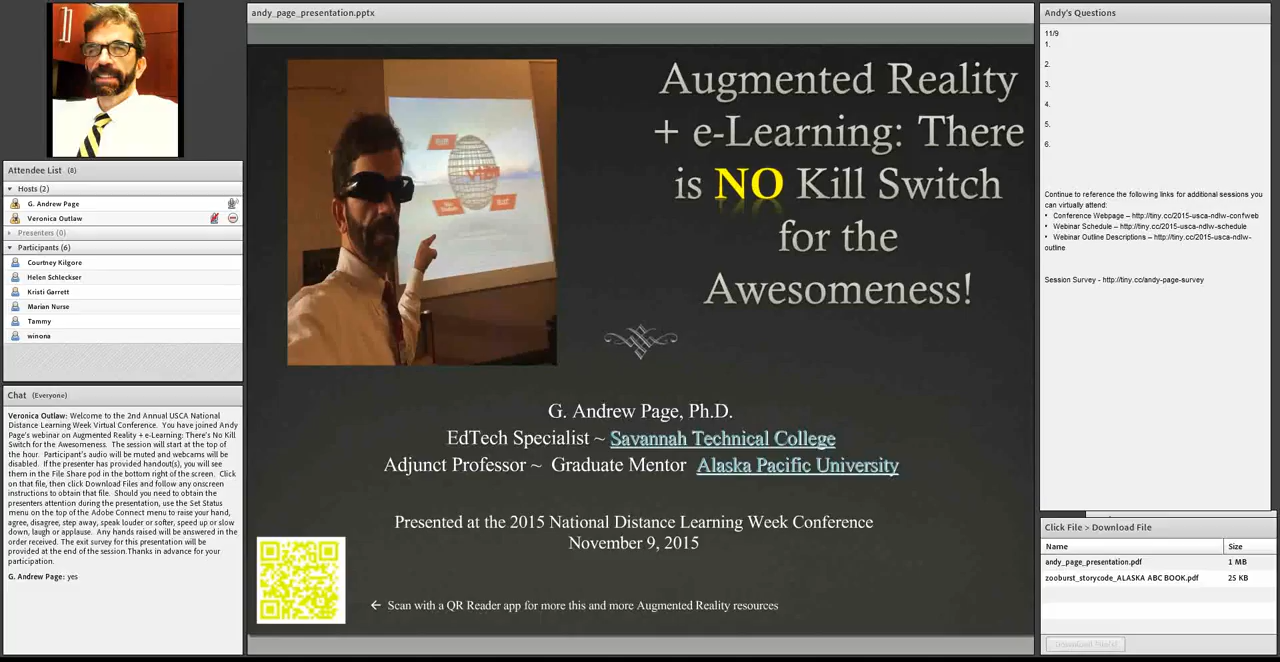 andy_page_presentation.pptx
Andy's Questions
Attendee List (8)
Hosts (2)
G. Andrew Page
Veronica Outlaw
Presenters (0)
Participants (6)
Courtney Kilgore
Helen Schleckser
Kristi Garrett
Marian Nurse
Tammy
winona
Chat (Everyone)
Veronica Outlaw: Welcome to the 2nd Annual USCA National
Distance Learning Week Virtual Conference. You have joined Andy
Page's webinar on Augmented Reality + e-Learning: There's No Kill
Switch for the Awesomeness. The session will start at the top of
the hour. Participant's audio will be muted and webcams will be
disabled. If the presenter has provided handout(s), you will see
them in the File Share pod in the bottom right of the screen. Click
on that file, then click Download Files and follow any onscreen
instructions to obtain that file. Should you need to obtain the
presenters attention during the presentation, use the Set Status
menu on the top of the Adobe Connect menu to raise your hand,
agree, disagree, step away, speak louder or softer, speed up or slow
down, laugh or applause. Any hands raised will be answered in the
order received. The exit survey for this presentation will be
provided at the end of the session.Thanks in advance for your
participation.
G. Andrew Page: yes
Augmented Reality
+ e-Learning: There
is NO Kill Switch
for the
Awesomeness!
G. Andrew Page, Ph.D.
EdTech Specialist ~ Savannah Technical College
Adjunct Professor ~ Graduate Mentor Alaska Pacific University
Presented at the 2015 National Distance Learning Week Conference
November 9, 2015
← Scan with a QR Reader app for more this and more Augmented Reality resources
11/9
1.
2.
3.
4.
5.
6.
Continue to reference the following links for additional sessions you
can virtually attend:
• Conference Webpage – http://tiny.cc/2015-usca-ndlw-confweb
• Webinar Schedule – http://tiny.cc/2015-usca-ndlw-schedule
• Webinar Outline Descriptions – http://tiny.cc/2015-usca-ndlw-
outline
Session Survey - http://tiny.cc/andy-page-survey
Click File > Download File
Name Size
andy_page_presentation.pdf 1 MB
zooburst_storycode_ALASKA ABC BOOK.pdf 25 KB
Download File(s)